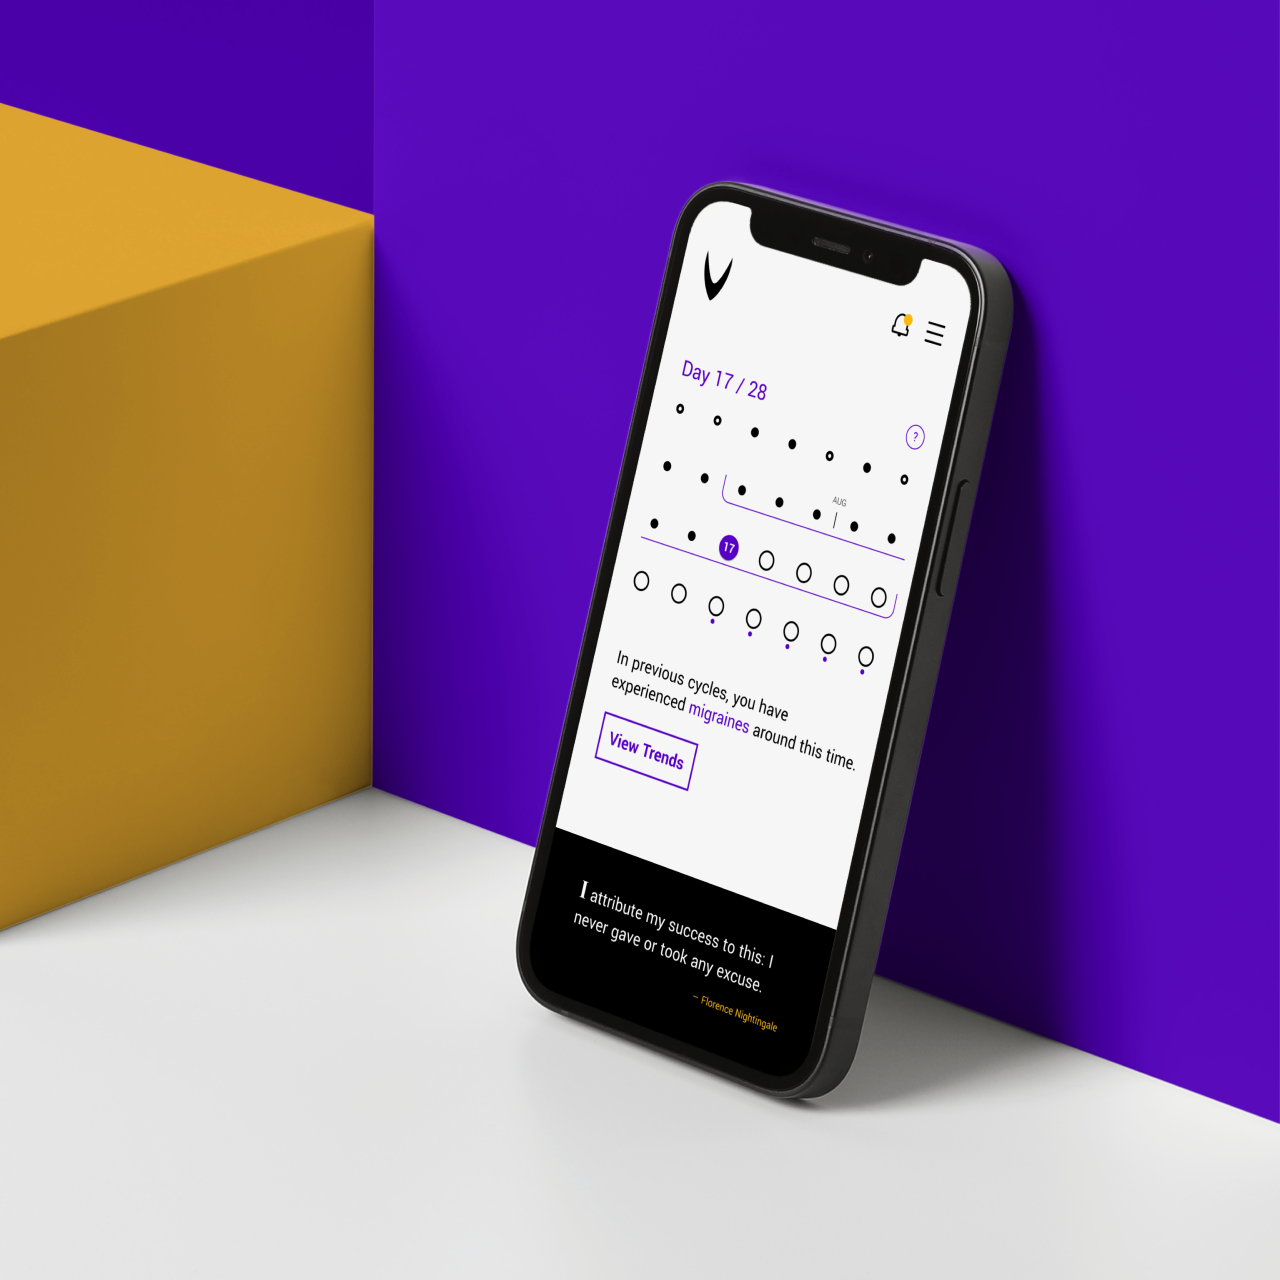 Day 17 / 28
?
AUG
17
In previous cycles, you have
experienced migraines around this time.
View Trends
I attribute my success to this: I
never gave or took any excuse.
– Florence Nightingale